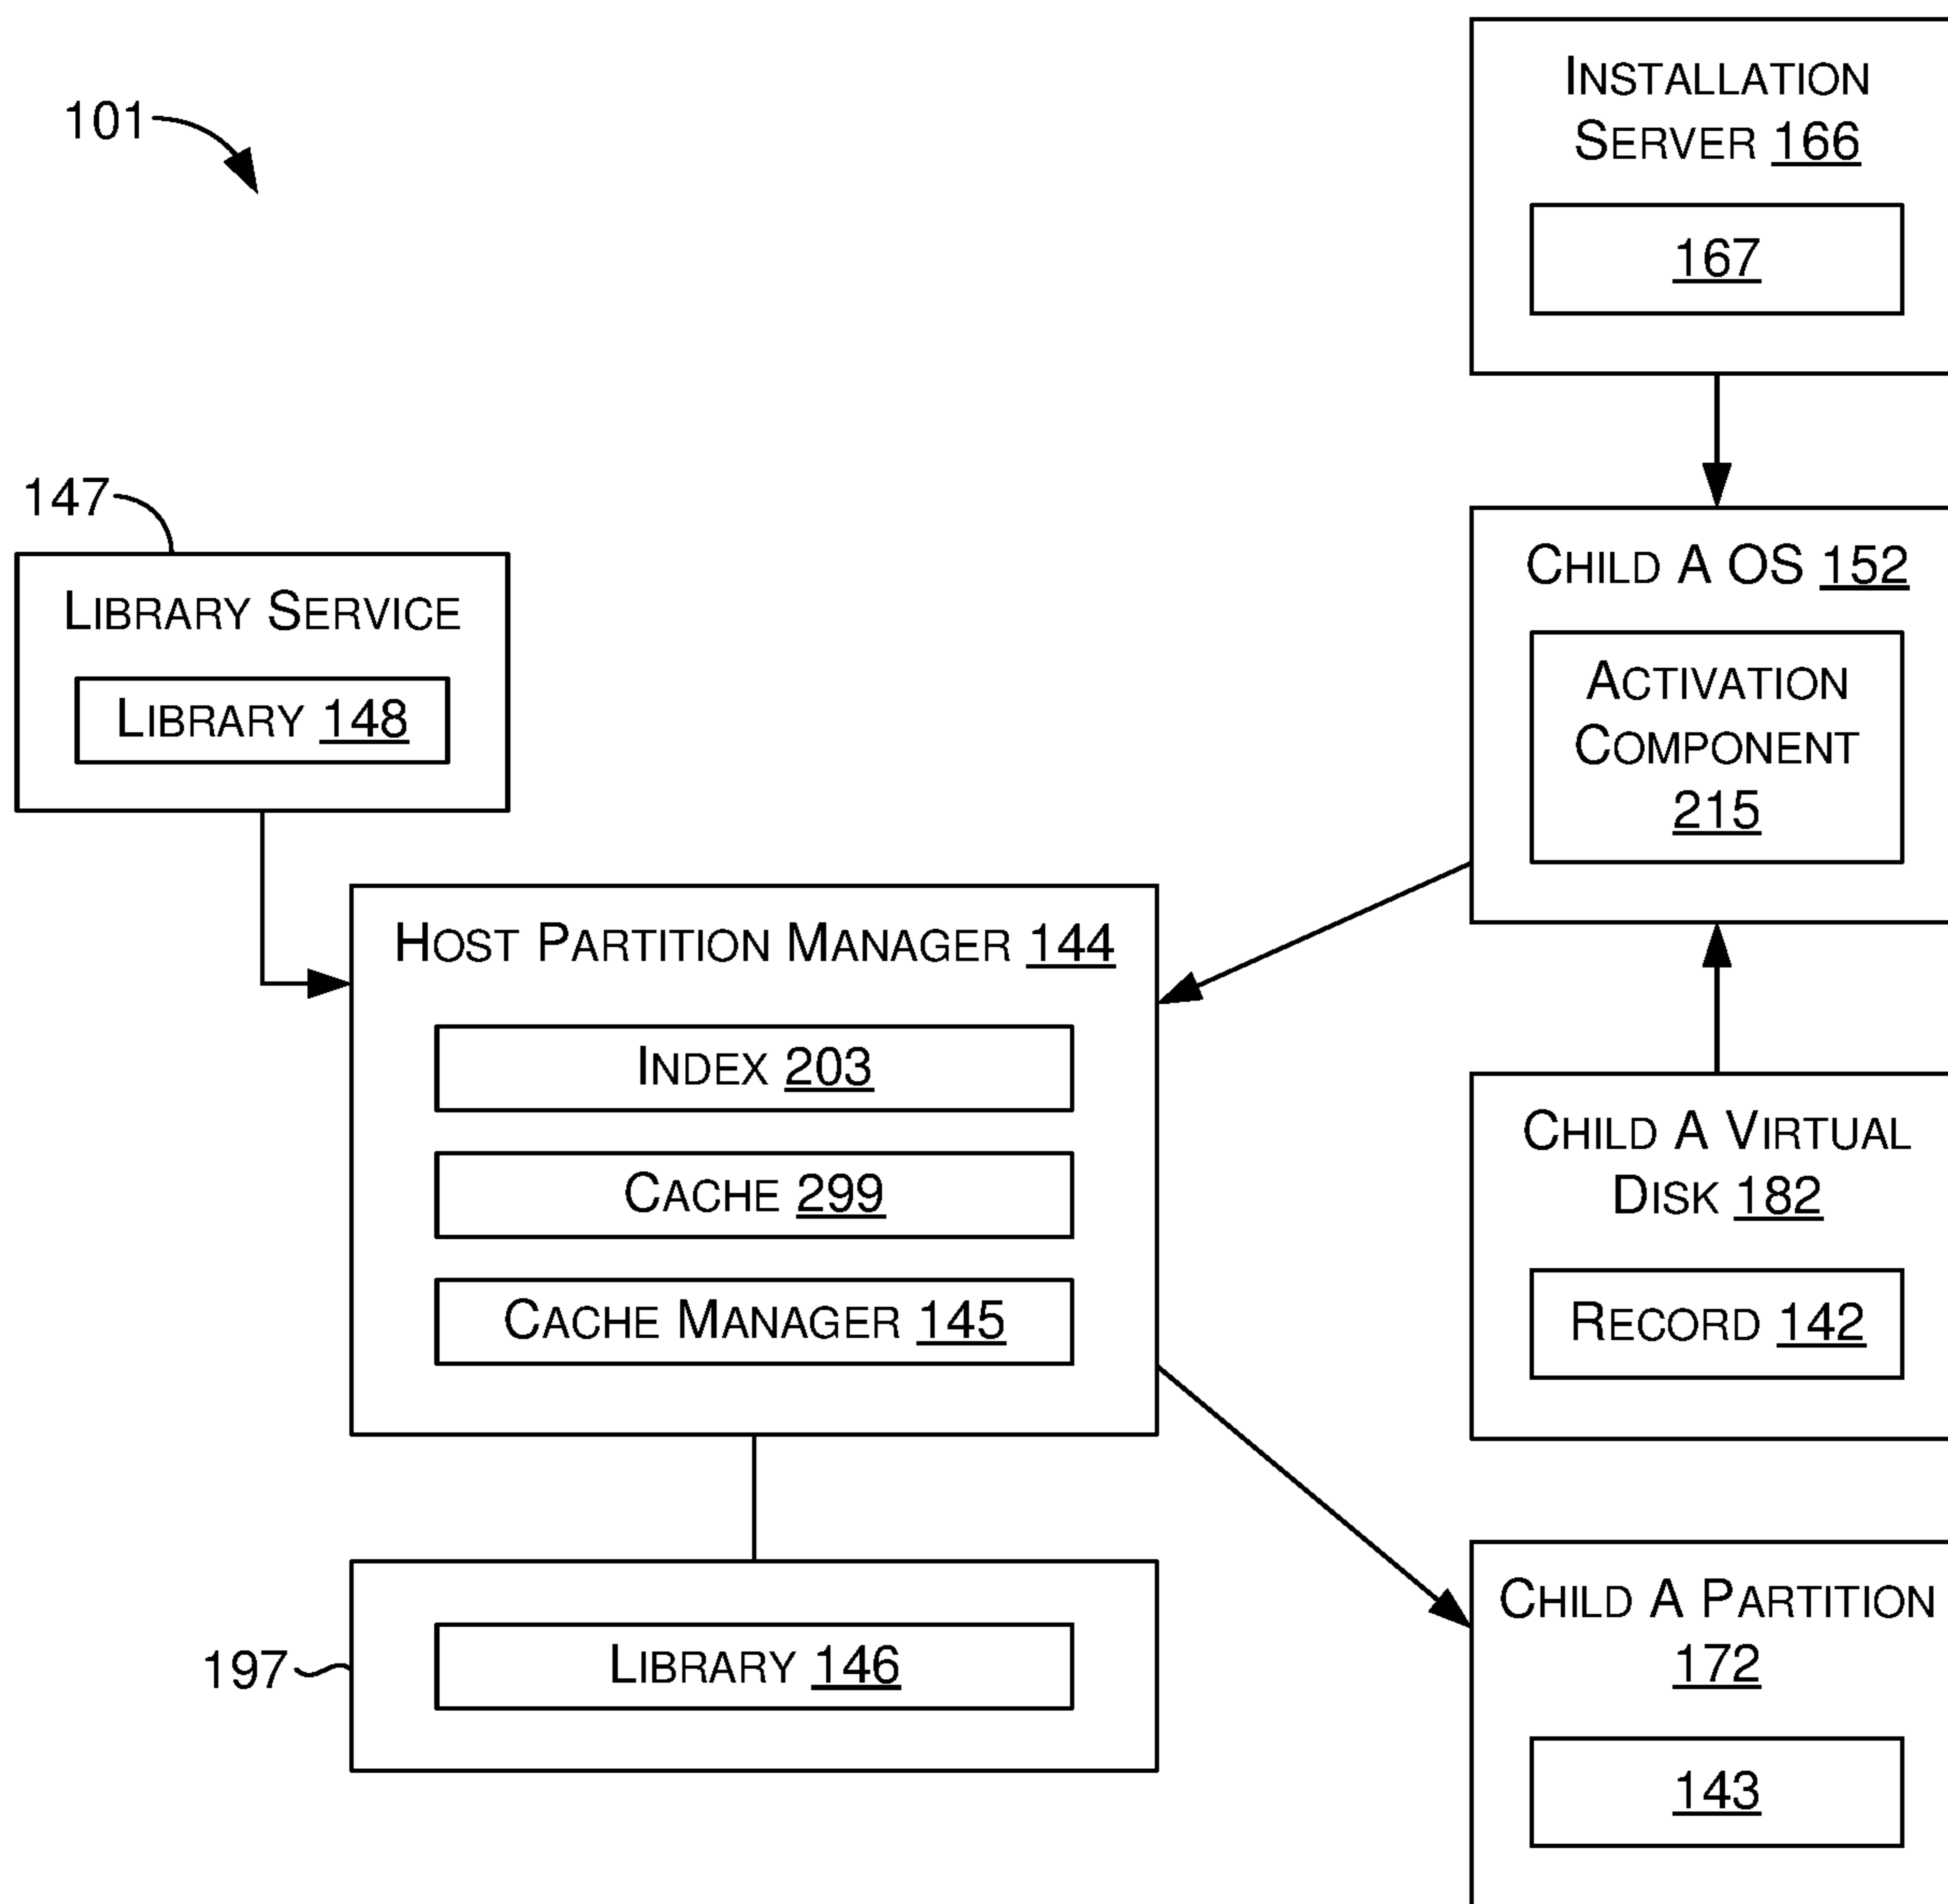 101
INSTALLATION
SERVER 166
167
147
LIBRARY SERVICE
LIBRARY 148
CHILD A OS 152
ACTIVATION
COMPONENT
215
HOST PARTITION MANAGER 144
INDEX 203
CACHE 299
CACHE MANAGER 145
CHILD A VIRTUAL
DISK 182
RECORD 142
197
LIBRARY 146
CHILD A PARTITION
172
143